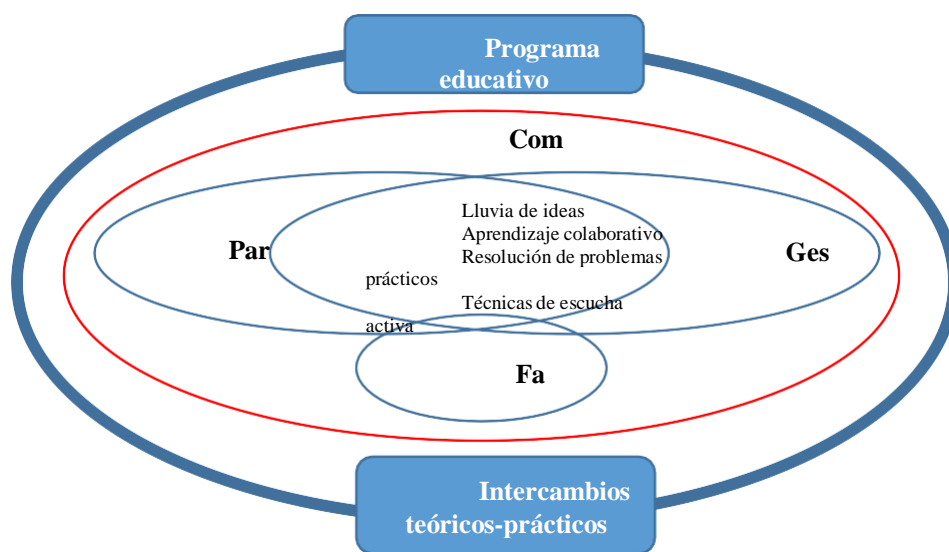 Programa
educativo
Com
Lluvia de ideas
Aprendizaje colaborativo
Par
Ges
Resolución de problemas
prácticos
Técnicas de escucha
activa
Fa
Intercambios
teóricos-prácticos